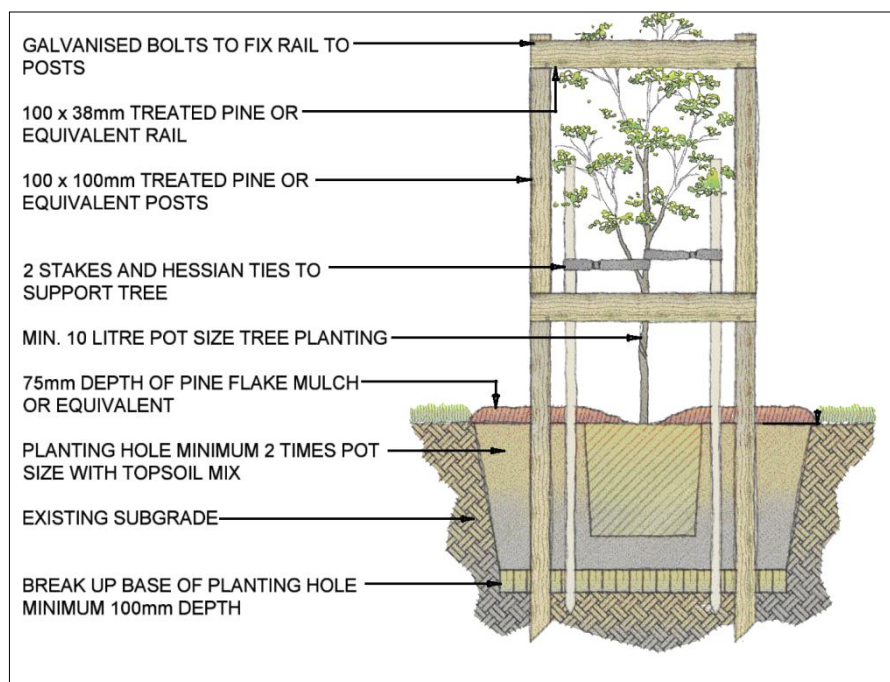 GALVANISED BOLTS TO FIX RAIL TO
POSTS
100 x 38mm TREATED PINE OR
EQUIVALENT RAIL
100 x 100mm TREATED PINE OR
EQUIVALENT POSTS
2 STAKES AND HESSIAN TIES TO
SUPPORT TREE
MIN. 10 LITRE POT SIZE TREE PLANTING
75mm DEPTH OF PINE FLAKE MULCH
OR EQUIVALENT
PLANTING HOLE MINIMUM 2 TIMES POT
SIZE WITH TOPSOIL MIX
EXISTING SUBGRADE
BREAK UP BASE OF PLANTING HOLE
MINIMUM 100mm DEPTH